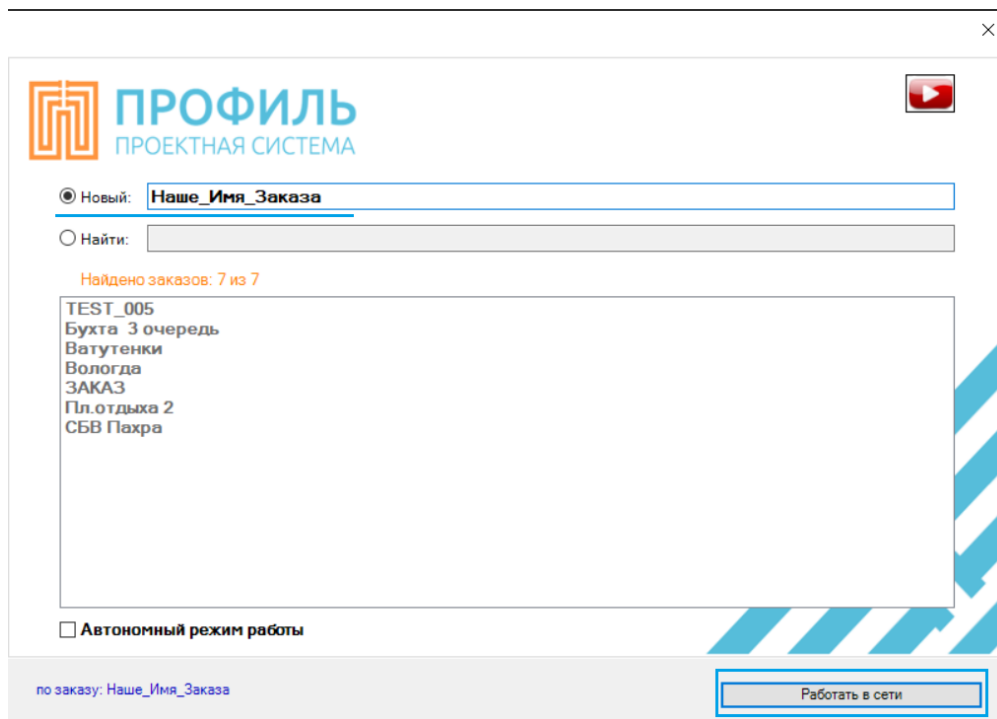 ПРОФИЛЬ
ПРОЕКТНАЯ СИСТЕМА
Новый: Наше_Имя_Заказа
Найти:
Найдено заказов: 7 из 7
TEST_005
Бухта 3 очередь
Ватутенки
Вологда
ЗАКАЗ
Пл.отдыха 2
СБВ Пахра
Автономный режим работы
по заказу: Наше_Имя_Заказа
Работать в сети